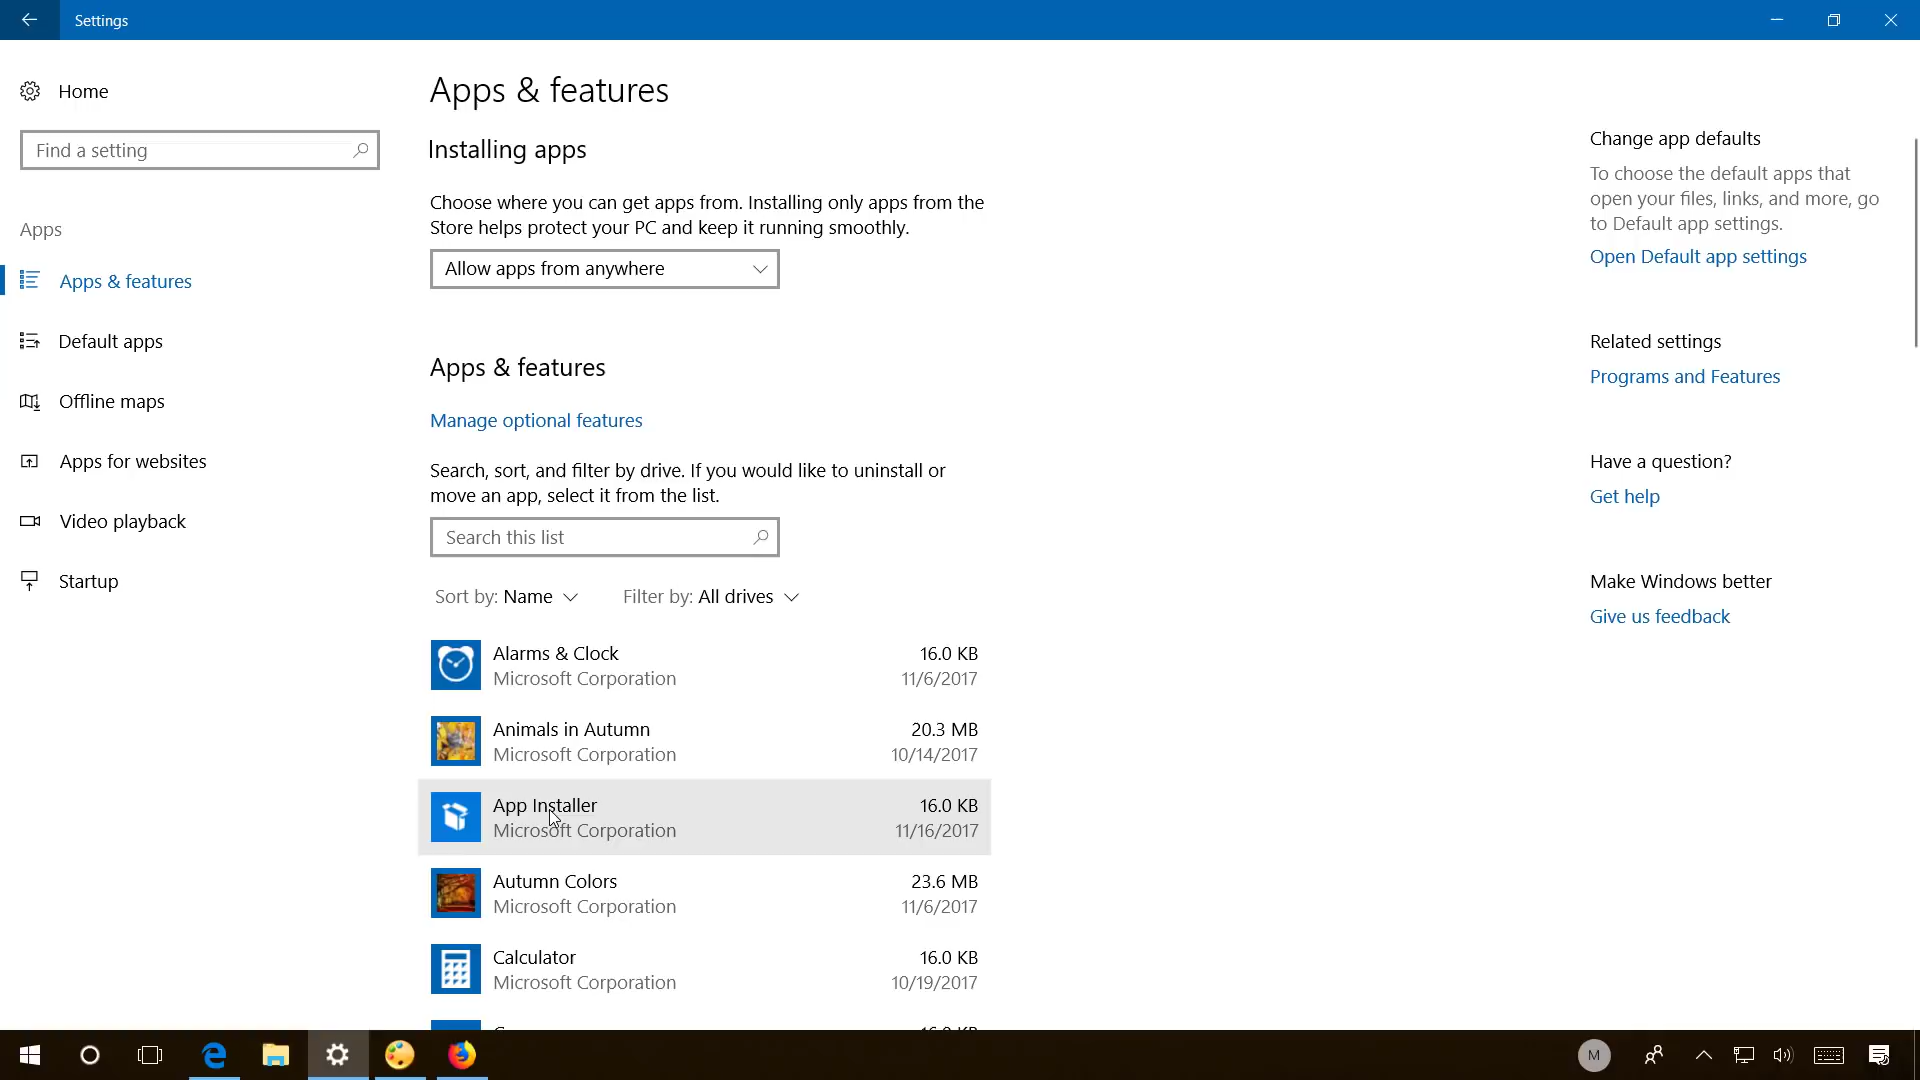 Settings
Home
Find a setting
Apps
Apps & features
Default apps
Offline maps
Apps for websites
Video playback
Startup
Apps & features
Installing apps
Choose where you can get apps from. Installing only apps from the
Store helps protect your PC and keep it running smoothly.
Allow apps from anywhere
Apps & features
Manage optional features
Search, sort, and filter by drive. If you would like to uninstall or
move an app, select it from the list.
Search this list
Sort by: Name Filter by: All drives
Alarms & Clock 16.0 KB
Microsoft Corporation 11/6/2017
Animals in Autumn 20.3 MB
Microsoft Corporation 10/14/2017
App Installer 16.0 KB
Microsoft Corporation 11/16/2017
Autumn Colors 23.6 MB
Microsoft Corporation 11/6/2017
Calculator 16.0 KB
Microsoft Corporation 10/19/2017
16.0 KB
Change app defaults
To choose the default apps that
open your files, links, and more, go
to Default app settings.
Open Default app settings
Related settings
Programs and Features
Have a question?
Get help
Make Windows better
Give us feedback
M